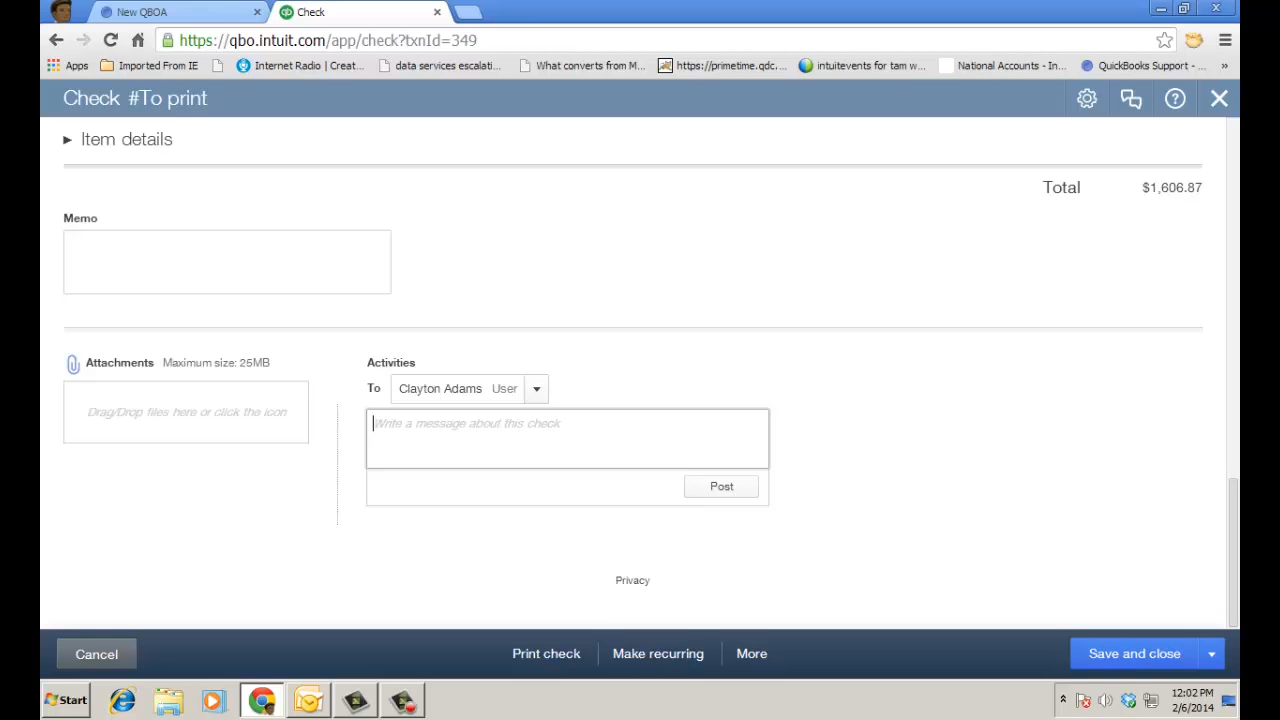 New QBOA
Check
https://qbo.intuit.com/app/check?txnId=349
Apps Imported From IE Internet Radio | Creat... data services escalati... What converts from M... https://primetime.qdc.... intuitevents for tam w... National Accounts - In... QuickBooks Support - ... »
Check #To print
Item details
Total $1,606.87
Memo
Attachments Maximum size: 25MB
Drag/Drop files here or click the icon
Activities
To Clayton Adams User
Write a message about this check
Post
Privacy
Cancel Print check Make recurring More Save and close
Start 12:02 PM
2/6/2014